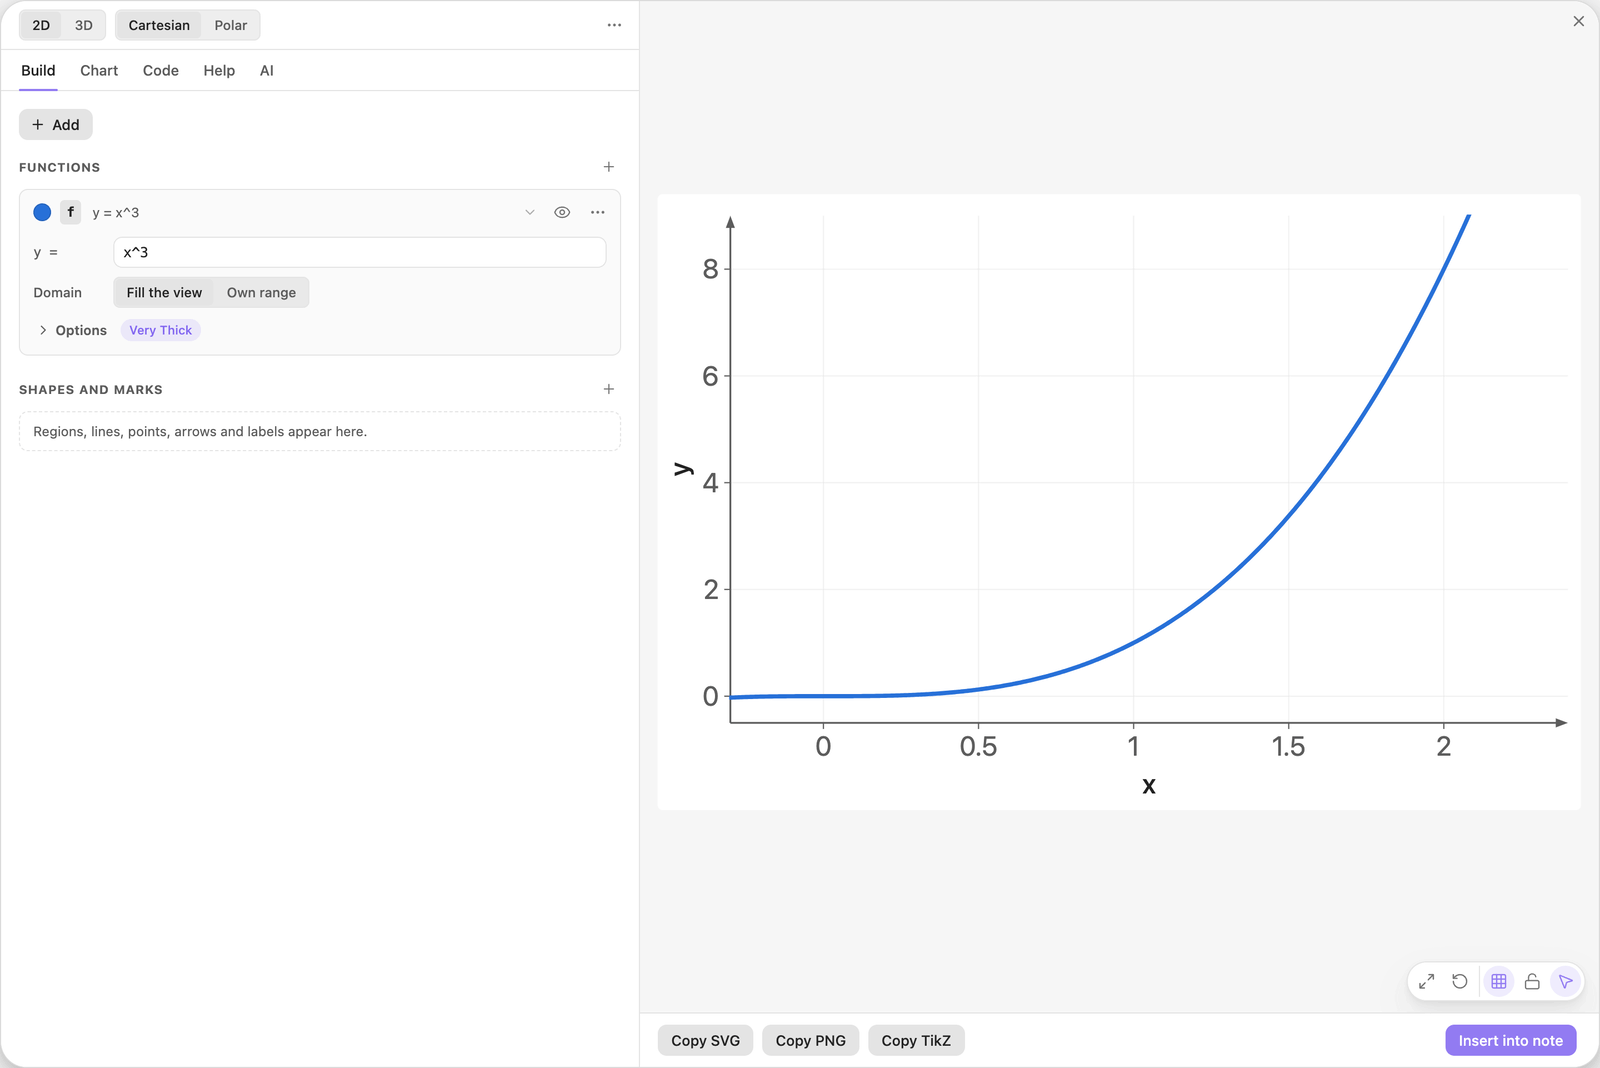 2D 3D Cartesian Polar
Build Chart Code Help AI
+ Add
FUNCTIONS
f y = x^3
y = x^3
Domain Fill the view Own range
Options Very Thick
SHAPES AND MARKS
Regions, lines, points, arrows and labels appear here.
8
6
y
4
2
0
0 0.5 1 1.5 2
x
Copy SVG Copy PNG Copy TikZ Insert into note